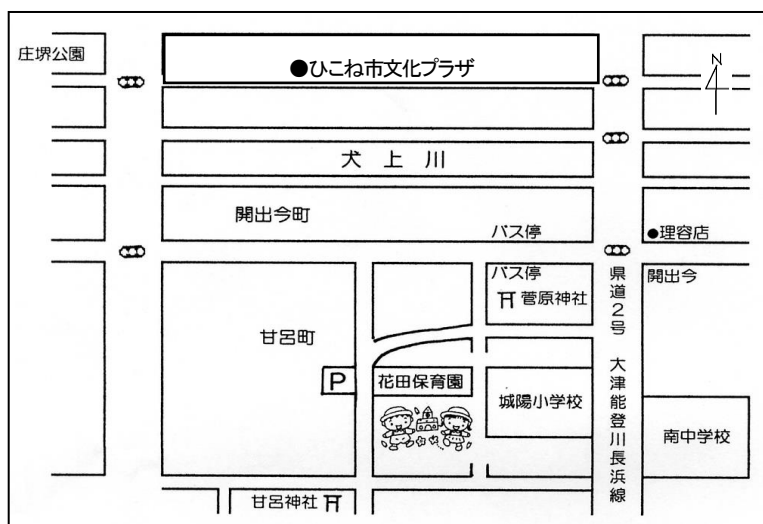 庄堺公園
●ひこね市文化プラザ
N
犬上川
開出今町
バス停
●理容店
バス停
開出今
菅原神社
県道2号 大津能登川長浜線
甘呂町
P
花田保育園
城陽小学校
南中学校
甘呂神社